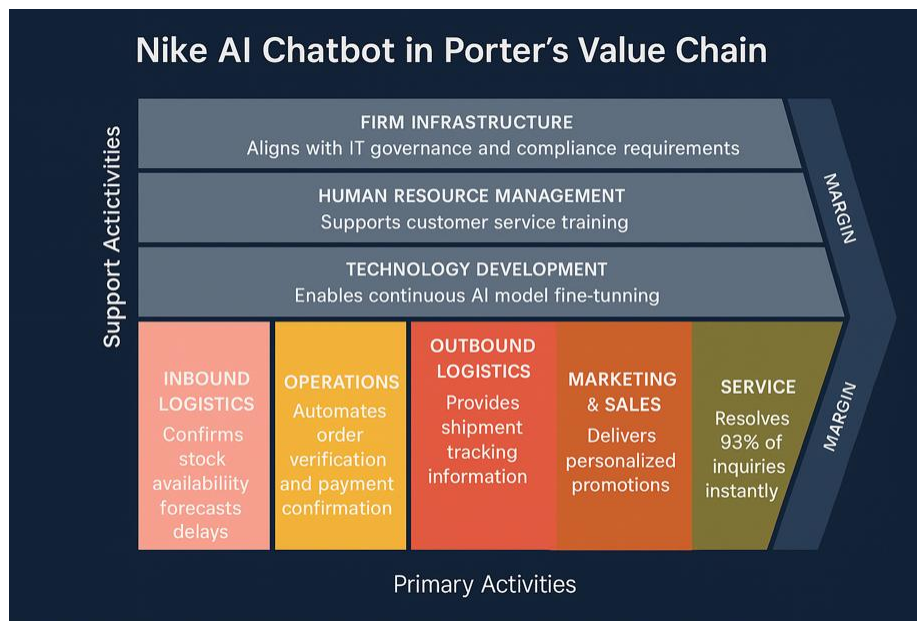 Nike AI Chatbot in Porter's Value Chain
Support Actictivities
FIRM INFRASTRUCTURE
Aligns with IT governance and compliance requirements
HUMAN RESOURCE MANAGEMENT
Supports customer service training
TECHNOLOGY DEVELOPMENT
Enables continuous AI model fine-tunning
MARGIN
INBOUND
LOGISTICS
Confirms
stock
availabiliity
forecasts
delays
OPERATIONS
Automates
order
verification
and payment
confirmation
OUTBOUND
LOGISTICS
Provides
shipment
tracking
information
MARKETING
& SALES
Delivers
personalized
promotions
SERVICE
Resolves
93% of
inquiries
instantly
MARGIN
Primary Activities